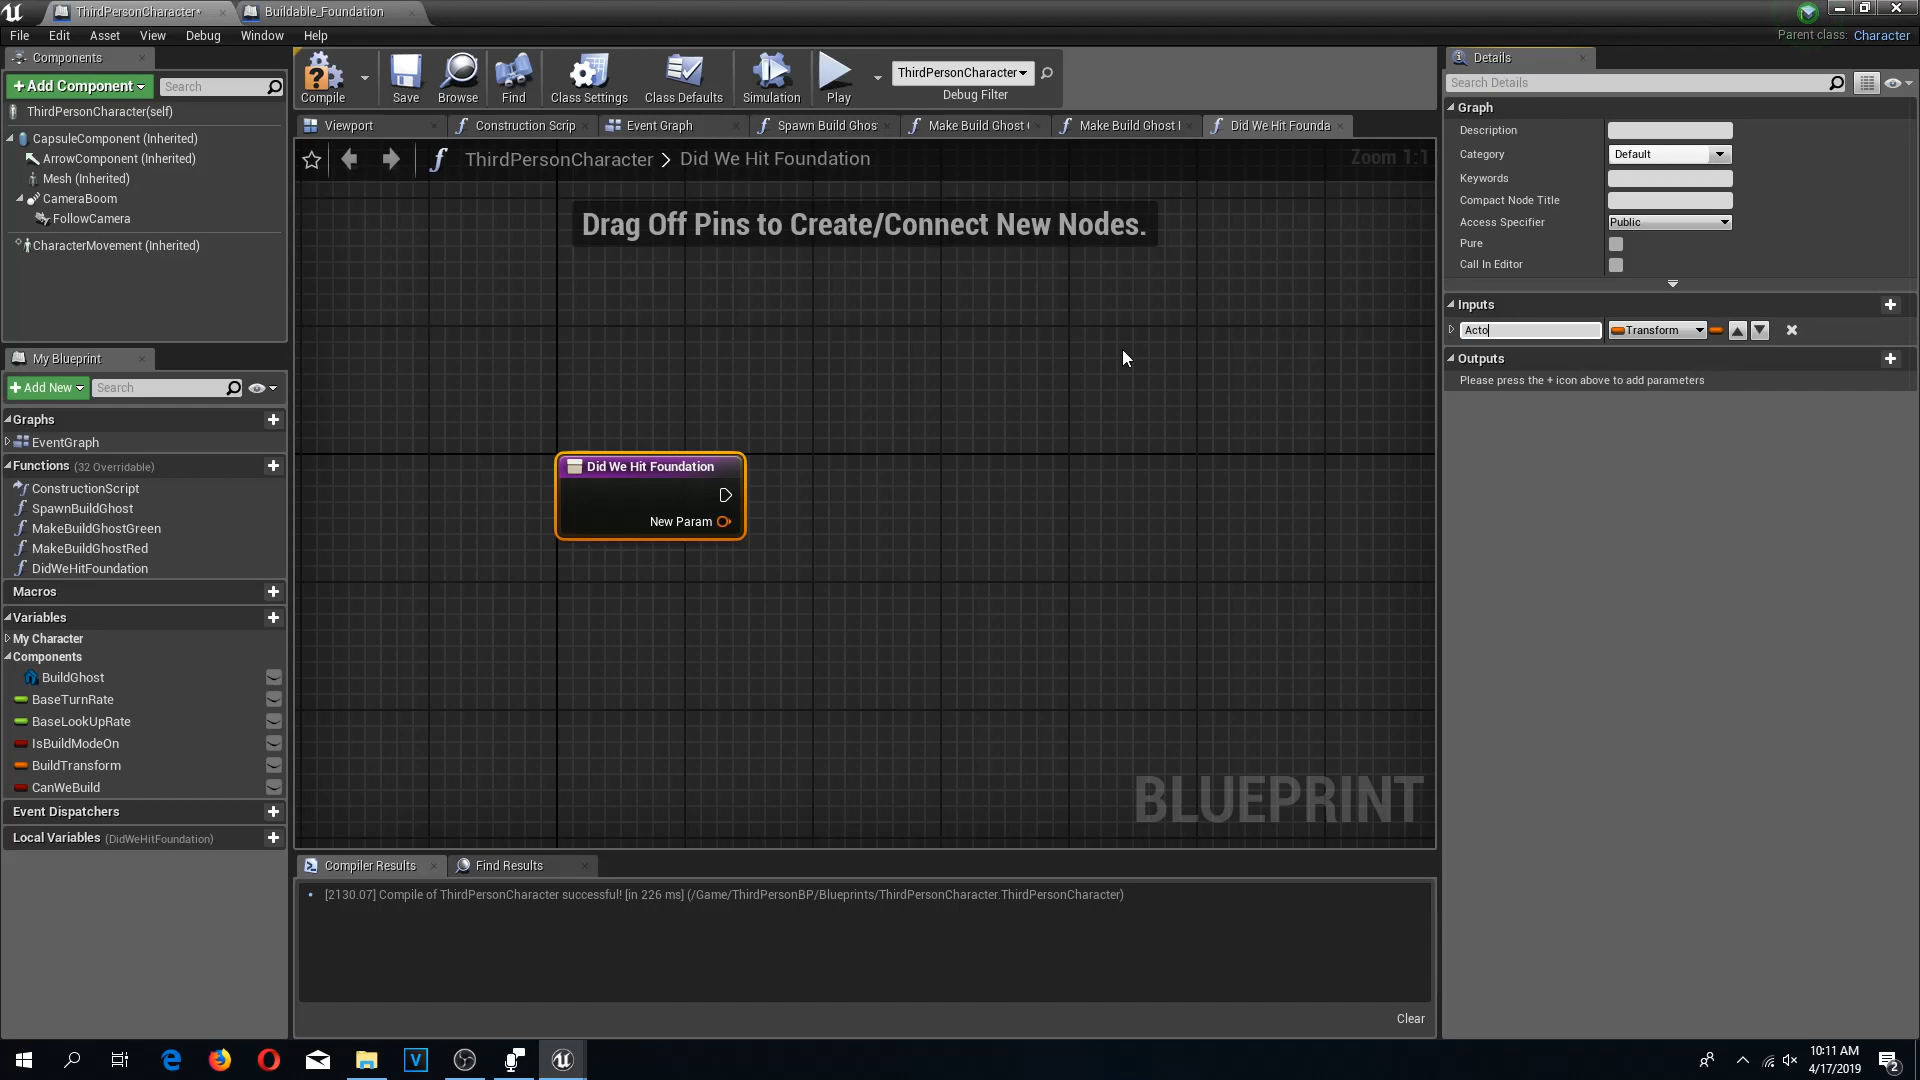 ThirdPersonCharacter*
Buildable_Foundation
File Edit Asset View Debug Window Help
Parent class: Character
Components
+Add Component
Search
ThirdPersonCharacter(self)
CapsuleComponent (Inherited)
ArrowComponent (Inherited)
Mesh (Inherited)
CameraBoom
FollowCamera
CharacterMovement (Inherited)
Compile
Save
Browse
Find
Class Settings
Class Defaults
Simulation
Play
ThirdPersonCharacter
Debug Filter
Viewport
Construction Scrip
Event Graph
Spawn Build Ghos
Make Build Ghost
Make Build Ghost
Did We Hit Founda
ThirdPersonCharacter > Did We Hit Foundation
Zoom 1:1
Drag Off Pins to Create/Connect New Nodes.
Did We Hit Foundation
New Param
BLUEPRINT
My Blueprint
+Add New
Search
Graphs
EventGraph
Functions (32 Overridable)
ConstructionScript
SpawnBuildGhost
MakeBuildGhostGreen
MakeBuildGhostRed
DidWeHitFoundation
Macros
Variables
My Character
Components
BuildGhost
BaseTurnRate
BaseLookUpRate
IsBuildModeOn
BuildTransform
CanWeBuild
Event Dispatchers
Local Variables (DidWeHitFoundation)
Compiler Results
Find Results
[2130.07] Compile of ThirdPersonCharacter successful! [in 226 ms] (/Game/ThirdPersonBP/Blueprints/ThirdPersonCharacter.ThirdPersonCharacter)
Clear
Details
Search Details
Graph
Description
Category Default
Keywords
Compact Node Title
Access Specifier Public
Pure
Call In Editor
Inputs
Acto Transform
Outputs
Please press the + icon above to add parameters
10:11 AM
4/17/2019
2